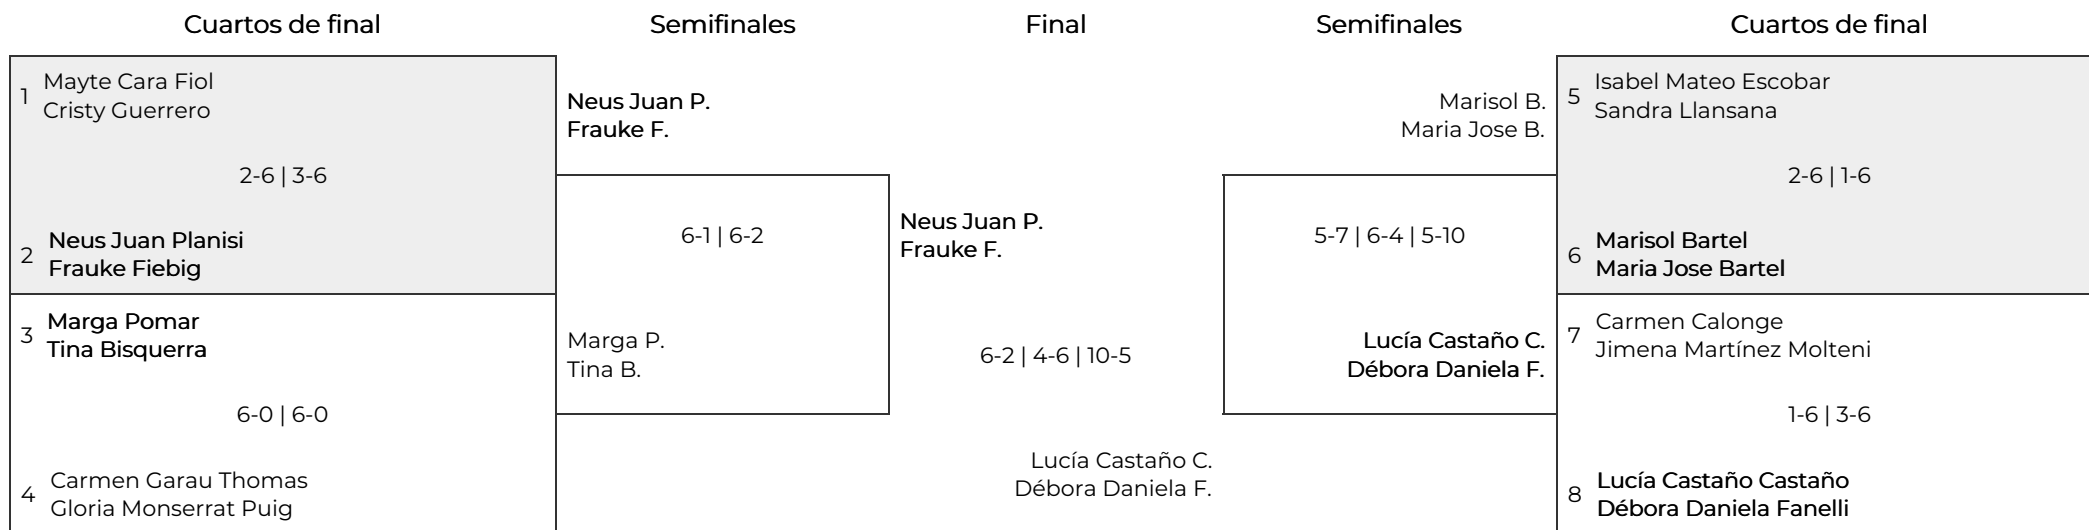 Cuartos de final
Semifinales
Final
Semifinales
Cuartos de final
1
Mayte Cara Fiol
Cristy Guerrero
2-6 | 3-6
2
Neus Juan Planisi
Frauke Fiebig
3
Marga Pomar
Tina Bisquerra
6-0 | 6-0
4
Carmen Garau Thomas
Gloria Monserrat Puig
Neus Juan P.
Frauke F.
6-1 | 6-2
Marga P.
Tina B.
Neus Juan P.
Frauke F.
6-2 | 4-6 | 10-5
Lucía Castaño C.
Débora Daniela F.
Marisol B.
Maria Jose B.
5-7 | 6-4 | 5-10
Lucía Castaño C.
Débora Daniela F.
5
Isabel Mateo Escobar
Sandra Llansana
2-6 | 1-6
6
Marisol Bartel
Maria Jose Bartel
7
Carmen Calonge
Jimena Martínez Molteni
1-6 | 3-6
8
Lucía Castaño Castaño
Débora Daniela Fanelli